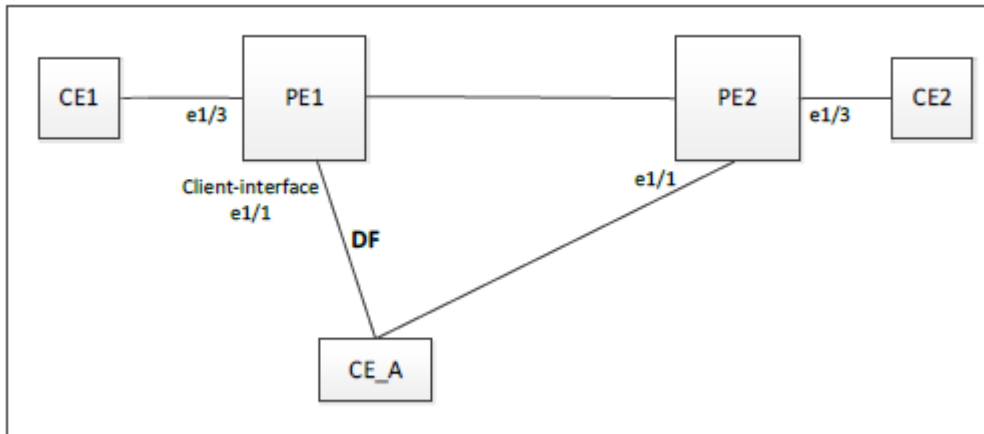 CE1
e1/3
PE1
PE2
e1/3
CE2
Client-interface
e1/1
e1/1
DF
CE_A